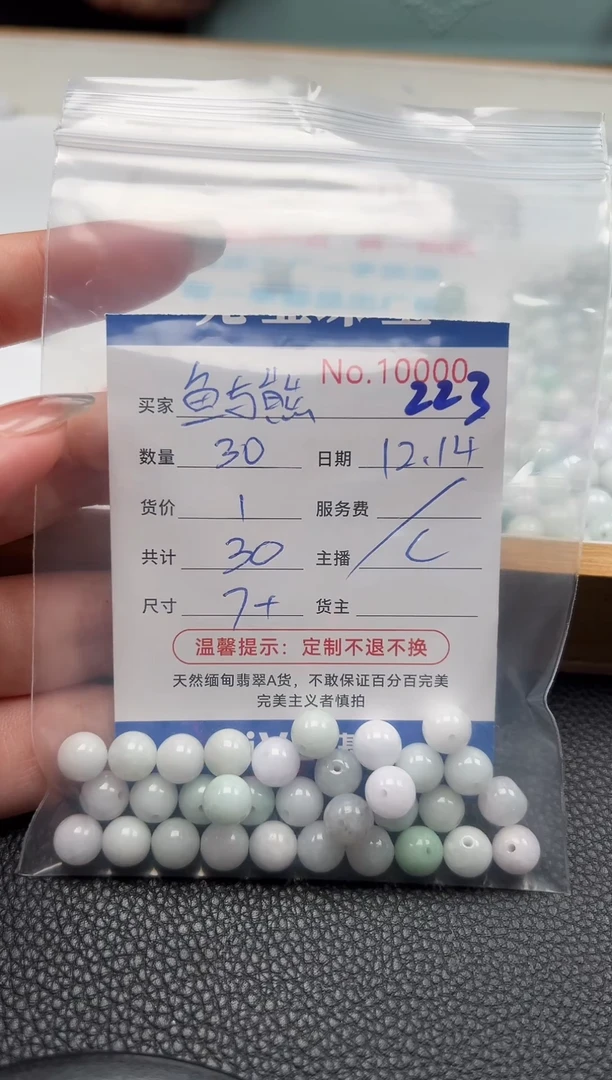 No.10000
223
买家 鱼与熊
数量 30 日期 12.14
货价 1 服务费 /
共计 30 主播 C
尺寸 7+ 货主
温馨提示：定制不退不换
天然缅甸翡翠A货，不敢保证百分百完美
完美主义者慎拍